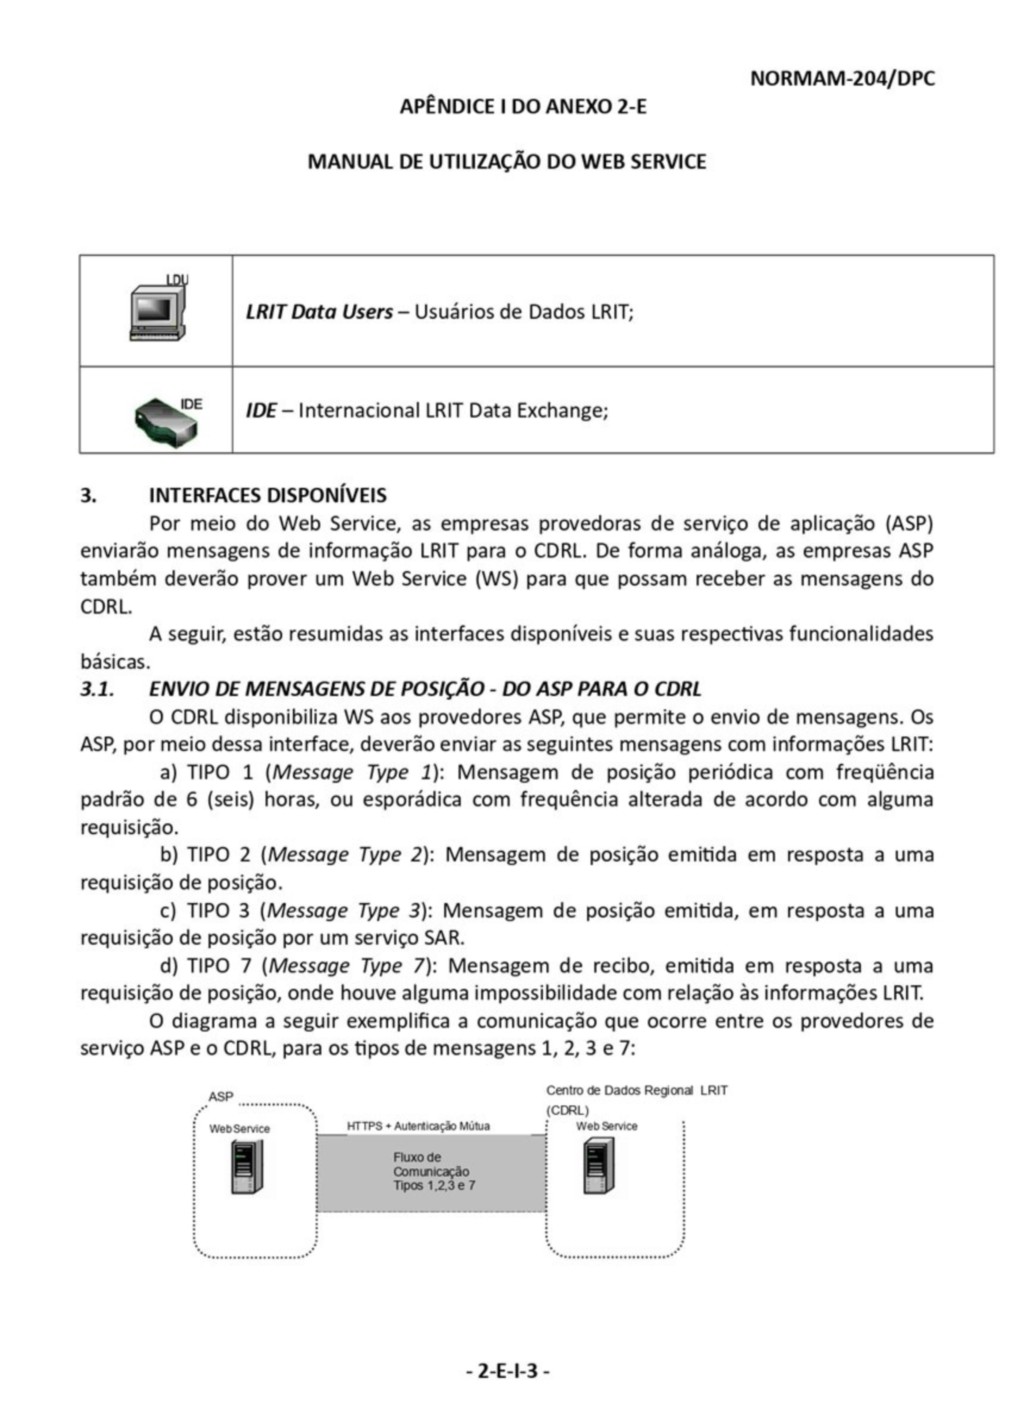 NORMAM-204/DPC
APÊNDICE I DO ANEXO 2-E
MANUAL DE UTILIZAÇÃO DO WEB SERVICE
LDU
LRIT Data Users – Usuários de Dados LRIT;
IDE
IDE – Internacional LRIT Data Exchange;
3. INTERFACES DISPONÍVEIS
Por meio do Web Service, as empresas provedoras de serviço de aplicação (ASP)
enviarão mensagens de informação LRIT para o CDRL. De forma análoga, as empresas ASP
também deverão prover um Web Service (WS) para que possam receber as mensagens do
CDRL.
A seguir, estão resumidas as interfaces disponíveis e suas respectivas funcionalidades
básicas.
3.1. ENVIO DE MENSAGENS DE POSIÇÃO - DO ASP PARA O CDRL
O CDRL disponibiliza WS aos provedores ASP, que permite o envio de mensagens. Os
ASP, por meio dessa interface, deverão enviar as seguintes mensagens com informações LRIT:
a) TIPO 1 (Message Type 1): Mensagem de posição periódica com freqüência
padrão de 6 (seis) horas, ou esporádica com frequência alterada de acordo com alguma
requisição.
b) TIPO 2 (Message Type 2): Mensagem de posição emitida em resposta a uma
requisição de posição.
c) TIPO 3 (Message Type 3): Mensagem de posição emitida, em resposta a uma
requisição de posição por um serviço SAR.
d) TIPO 7 (Message Type 7): Mensagem de recibo, emitida em resposta a uma
requisição de posição, onde houve alguma impossibilidade com relação às informações LRIT.
O diagrama a seguir exemplifica a comunicação que ocorre entre os provedores de
serviço ASP e o CDRL, para os tipos de mensagens 1, 2, 3 e 7:
ASP
Web Service
HTTPS + Autenticação Mútua
Fluxo de
Comunicação
Tipos 1,2,3 e 7
Centro de Dados Regional LRIT
(CDRL)
Web Service
- 2-E-I-3 -